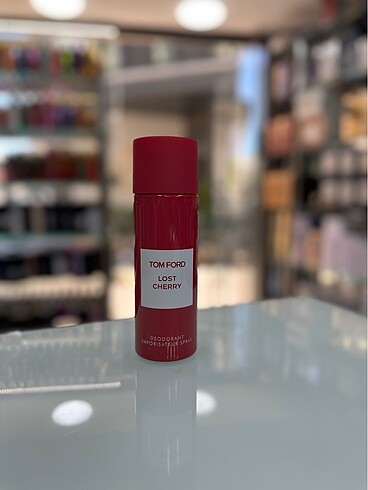 TOM FORD
LOST
CHERRY
DEODORANT
VAPORISATEUR SPRAY